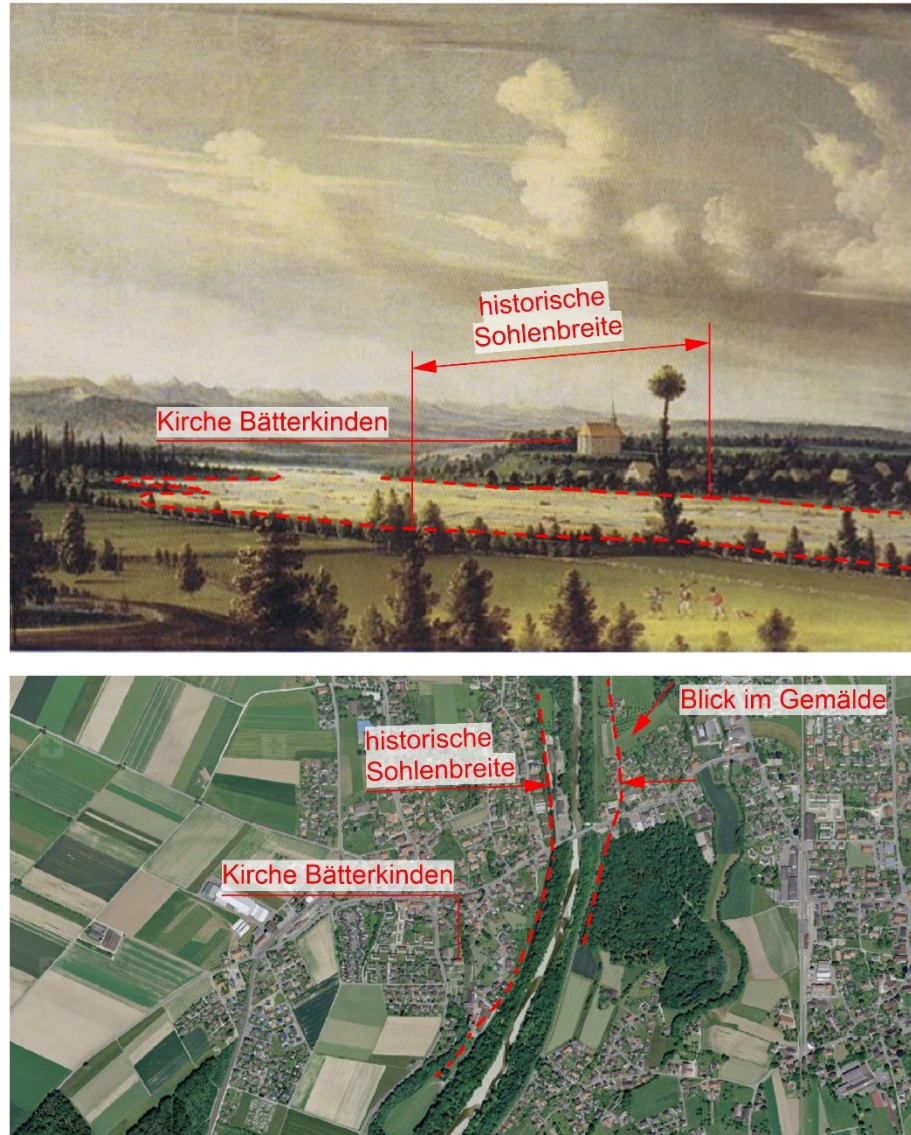 historische
Sohlenbreite
Kirche Bätterkinden
Blick im Gemälde
historische
Sohlenbreite
Kirche Bätterkinden